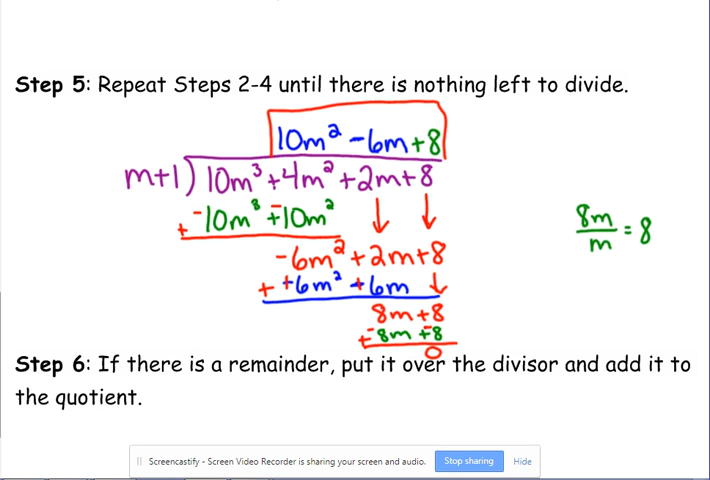 Step 5: Repeat Steps 2-4 until there is nothing left to divide.
10m² -6m+8
m+1) 10m³+4m²+2m+8
+ -10m³ +-10m²
8m/m = 8
-6m²+2m+8
+ +6m² +6m
8m+8
+ -8m +-8
0
Step 6: If there is a remainder, put it over the divisor and add it to
the quotient.
Screencastify - Screen Video Recorder is sharing your screen and audio. Stop sharing Hide